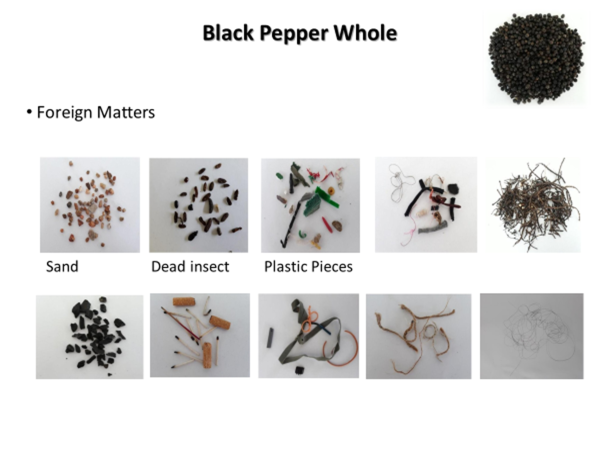 Black Pepper Whole
• Foreign Matters
Sand
Dead insect
Plastic Pieces